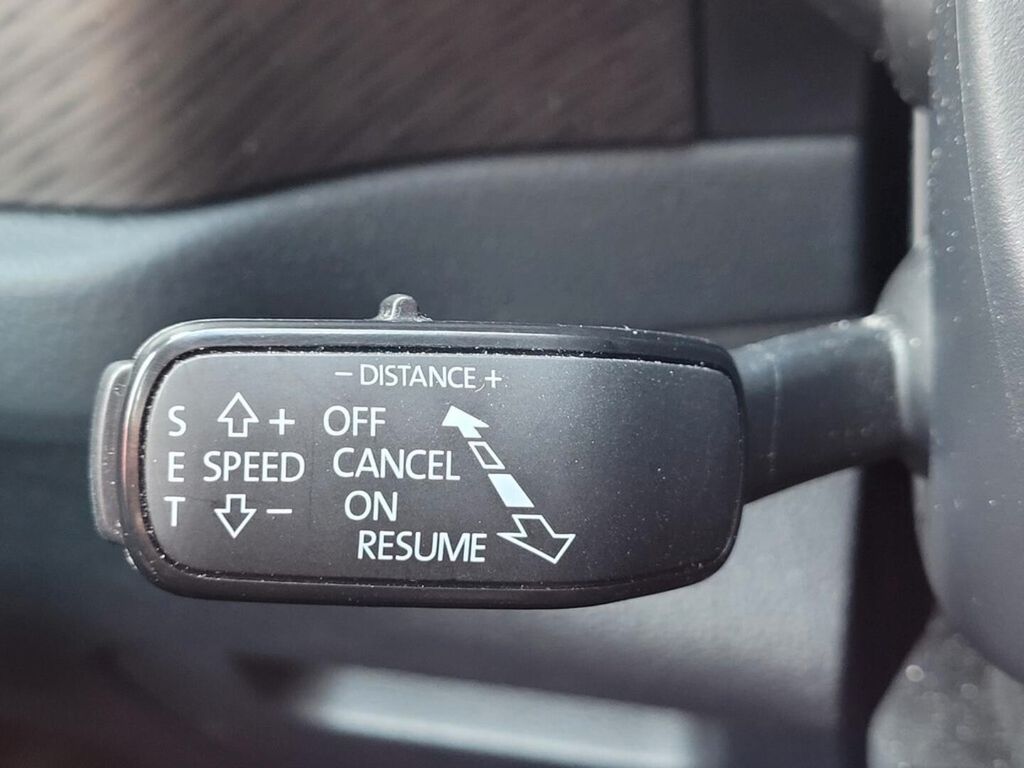 - DISTANCE +
S + OFF
E SPEED CANCEL
T - ON
RESUME